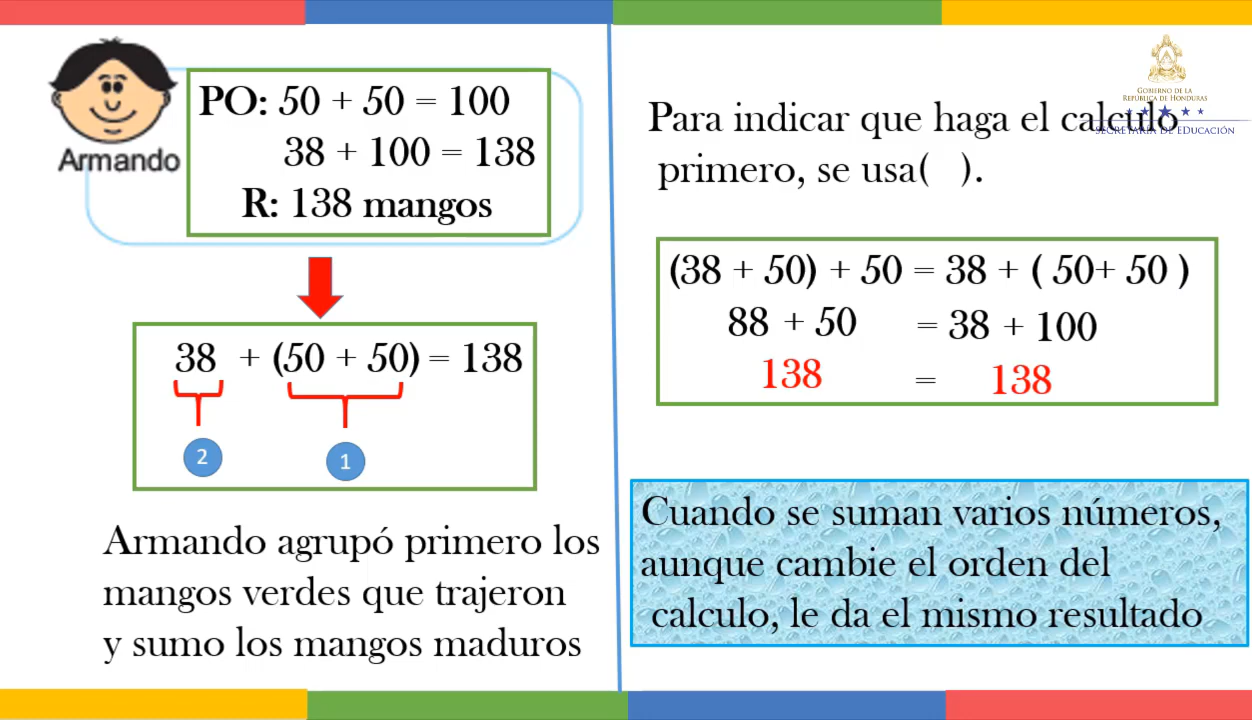 PO: 50 + 50 = 100
38 + 100 = 138
R: 138 mangos
Armando
38 + (50 + 50) = 138
2 1
Armando agrupó primero los
mangos verdes que trajeron
y sumo los mangos maduros
GOBIERNO DE LA
REPÚBLICA DE HONDURAS
SECRETARÍA DE EDUCACIÓN
Para indicar que haga el calculo
primero, se usa( ).
(38 + 50) + 50 = 38 + ( 50+ 50 )
88 + 50 = 38 + 100
138 = 138
Cuando se suman varios números,
aunque cambie el orden del
calculo, le da el mismo resultado